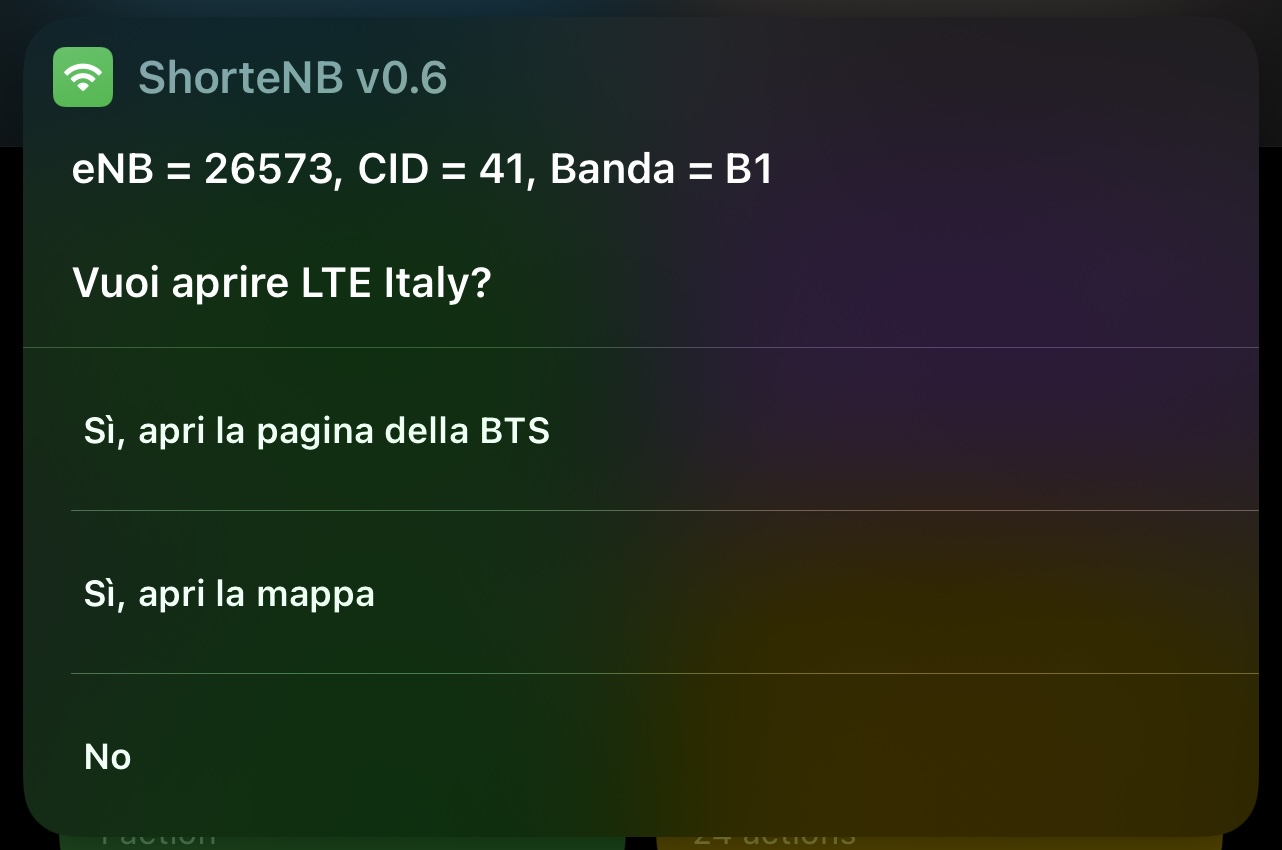 ShorteNB v0.6
eNB = 26573, CID = 41, Banda = B1
Vuoi aprire LTE Italy?
Sì, apri la pagina della BTS
Sì, apri la mappa
No
1 action
24 actions